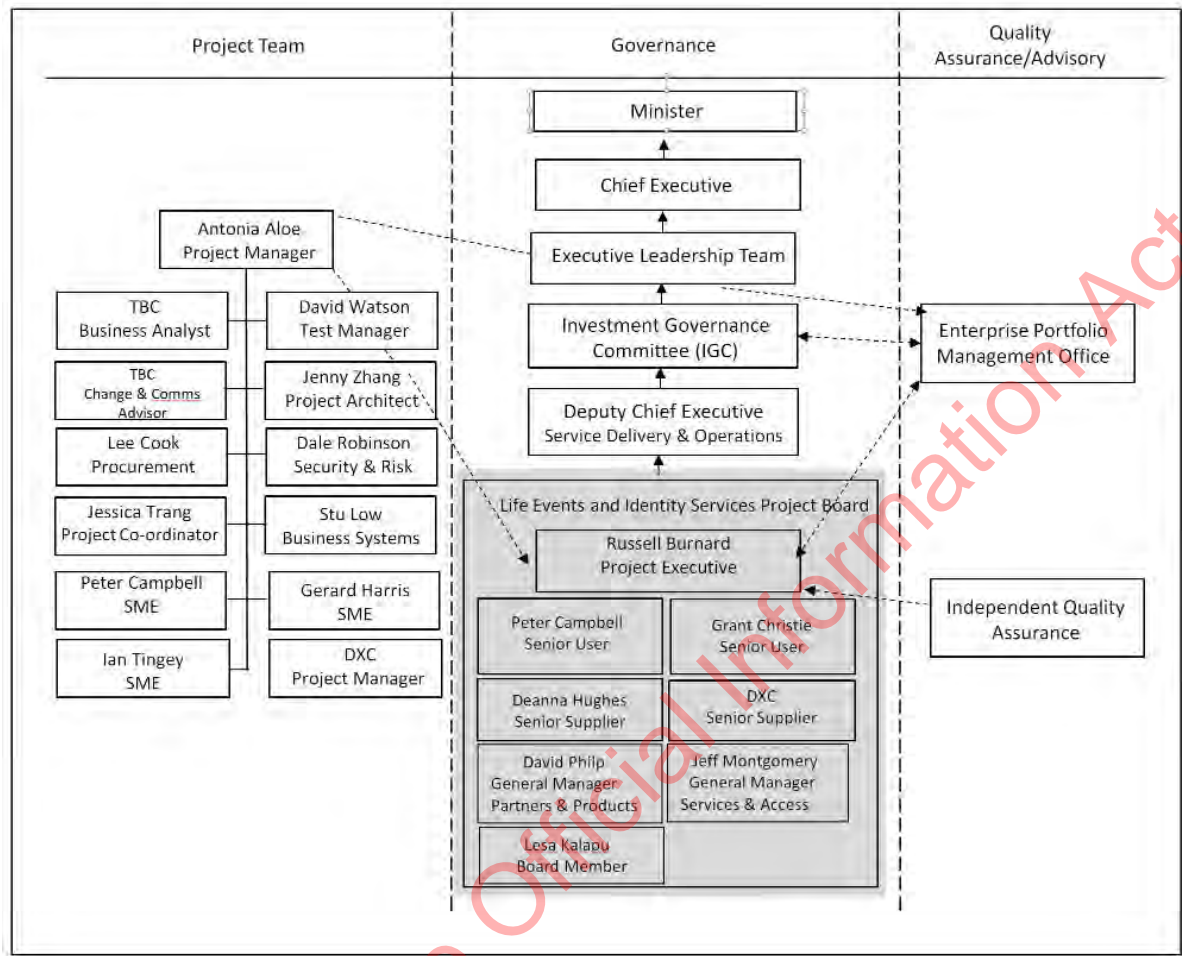 Project Team
Governance
Quality
Assurance/Advisory
Minister
Chief Executive
Executive Leadership Team
Investment Governance
Committee (IGC)
Deputy Chief Executive
Service Delivery & Operations
Antonia Aloe
Project Manager
TBC
Business Analyst
David Watson
Test Manager
TBC
Change & Comms
Advisor
Jenny Zhang
Project Architect
Lee Cook
Procurement
Dale Robinson
Security & Risk
Jessica Trang
Project Co-ordinator
Stu Low
Business Systems
Peter Campbell
SME
Gerard Harris
SME
Ian Tingey
SME
DXC
Project Manager
Life Events and Identity Services Project Board
Russell Burnard
Project Executive
Peter Campbell
Senior User
Grant Christie
Senior User
Deanna Hughes
Senior Supplier
DXC
Senior Supplier
David Philp
General Manager
Partners & Products
Jeff Montgomery
General Manager
Services & Access
Lesa Kalapu
Board Member
Enterprise Portfolio
Management Office
Independent Quality
Assurance
Official Information Act